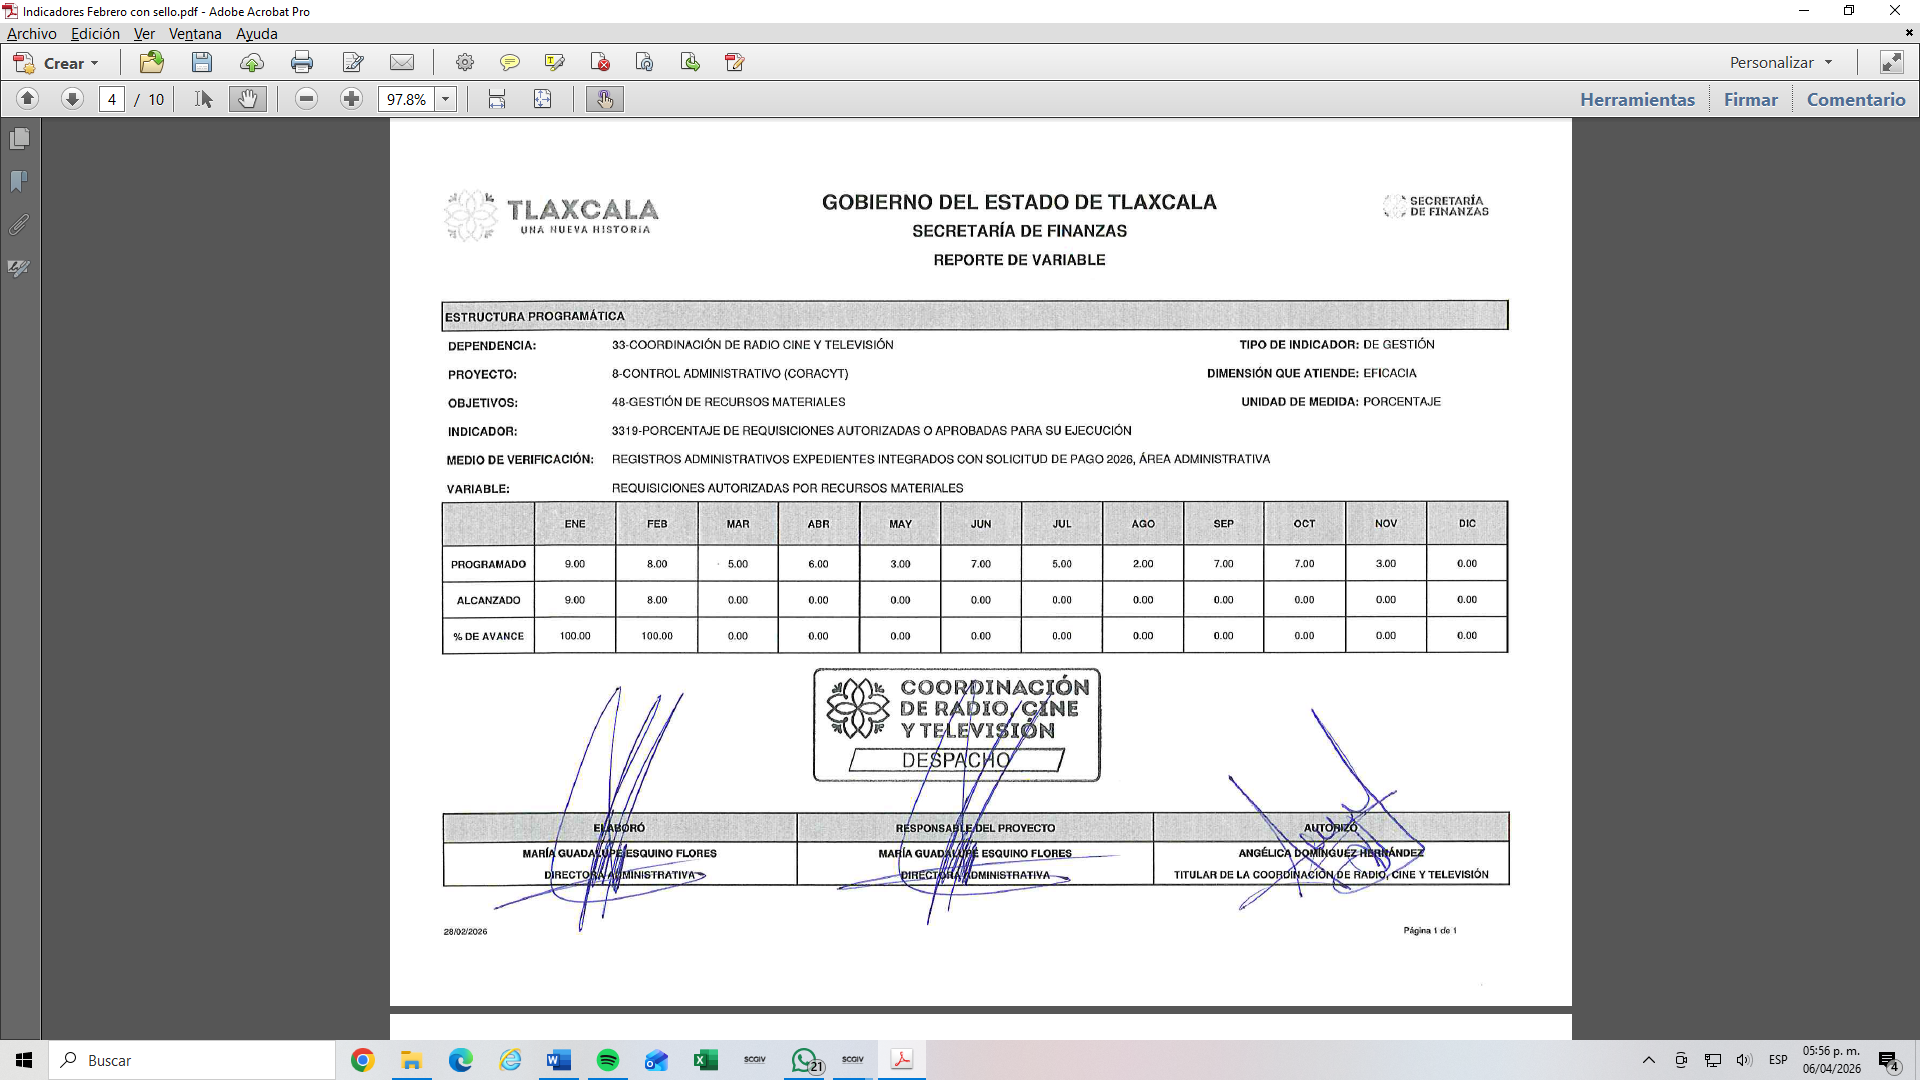 Indicadores Febrero con sello.pdf - Adobe Acrobat Pro
Archivo Edición Ver Ventana Ayuda
Crear Personalizar
4 / 10 97.8% Herramientas Firmar Comentario
TLAXCALA
UNA NUEVA HISTORIA
GOBIERNO DEL ESTADO DE TLAXCALA
SECRETARÍA DE FINANZAS
REPORTE DE VARIABLE
SECRETARÍA
DE FINANZAS
ESTRUCTURA PROGRAMÁTICA
DEPENDENCIA: 33-COORDINACIÓN DE RADIO CINE Y TELEVISIÓN TIPO DE INDICADOR: DE GESTIÓN
PROYECTO: 8-CONTROL ADMINISTRATIVO (CORACYT) DIMENSIÓN QUE ATIENDE: EFICACIA
OBJETIVOS: 48-GESTIÓN DE RECURSOS MATERIALES UNIDAD DE MEDIDA: PORCENTAJE
INDICADOR: 3319-PORCENTAJE DE REQUISICIONES AUTORIZADAS O APROBADAS PARA SU EJECUCIÓN
MEDIO DE VERIFICACIÓN: REGISTROS ADMINISTRATIVOS EXPEDIENTES INTEGRADOS CON SOLICITUD DE PAGO 2026, ÁREA ADMINISTRATIVA
VARIABLE: REQUISICIONES AUTORIZADAS POR RECURSOS MATERIALES
ENE FEB MAR ABR MAY JUN JUL AGO SEP OCT NOV DIC
PROGRAMADO 9.00 8.00 5.00 6.00 3.00 7.00 5.00 2.00 7.00 7.00 3.00 0.00
ALCANZADO 9.00 8.00 0.00 0.00 0.00 0.00 0.00 0.00 0.00 0.00 0.00 0.00
% DE AVANCE 100.00 100.00 0.00 0.00 0.00 0.00 0.00 0.00 0.00 0.00 0.00 0.00
COORDINACIÓN
DE RADIO, CINE
Y TELEVISIÓN
DESPACHO
ELABORÓ RESPONSABLE DEL PROYECTO AUTORIZÓ
MARÍA GUADALUPE ESQUINO FLORES MARÍA GUADALUPE ESQUINO FLORES ANGÉLICA DOMÍNGUEZ HERNÁNDEZ
DIRECTORA ADMINISTRATIVA DIRECTORA ADMINISTRATIVA TITULAR DE LA COORDINACIÓN DE RADIO, CINE Y TELEVISIÓN
28/02/2026 Página 1 de 1
Buscar SCGIV 21 SCGIV ESP 05:56 p. m.
06/04/2026 4